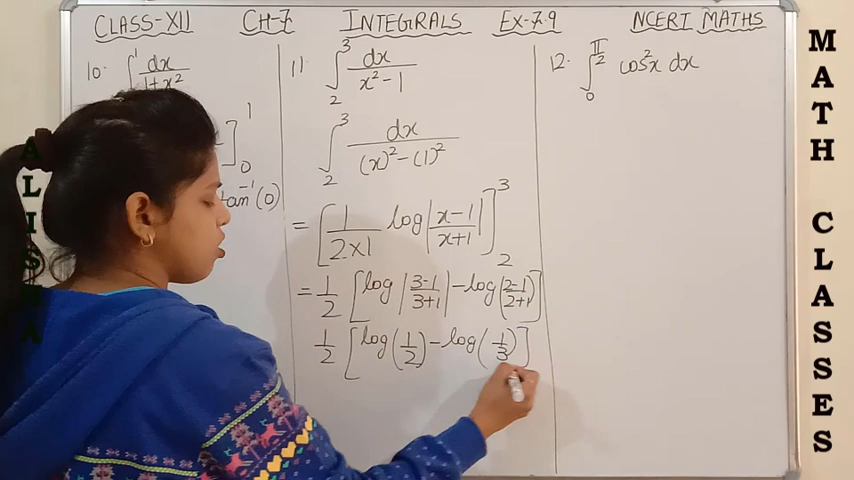 CLASS-XII CH-7 INTEGRALS EX-7.9 NCERT MATHS
10. ∫ dx/1+x²
]₀¹
tan⁻¹(0)
11. ∫₂³ dx/x²-1
∫₂³ dx/(x)²-(1)²
= [1/2×1 log|x-1/x+1|]₂³
= 1/2 [log|3-1/3+1| - log(2-1/2+1)]
1/2 [log(1/2) - log(1/3)]
12. ∫₀^π/2 cos²x dx
MATH CLASSES